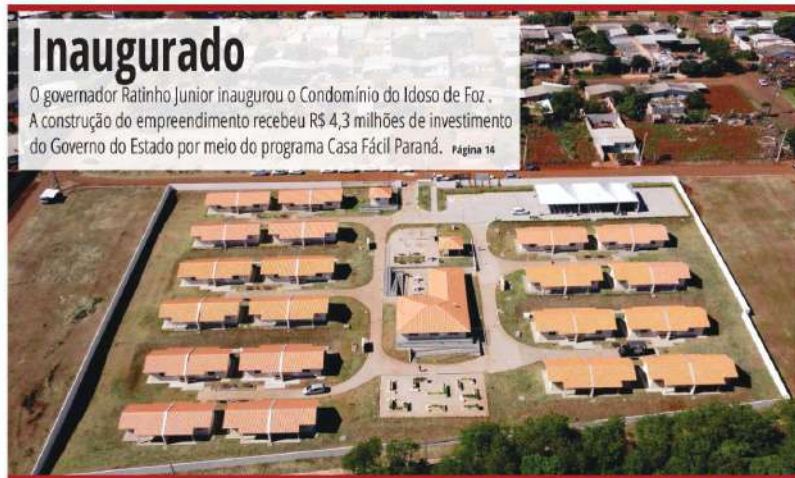 Inaugurado
O governador Ratinho Junior inaugurou o Condomínio do Idoso de Foz .
A construção do empreendimento recebeu R$ 4,3 milhões de investimento
do Governo do Estado por meio do programa Casa Fácil Paraná. Página 14